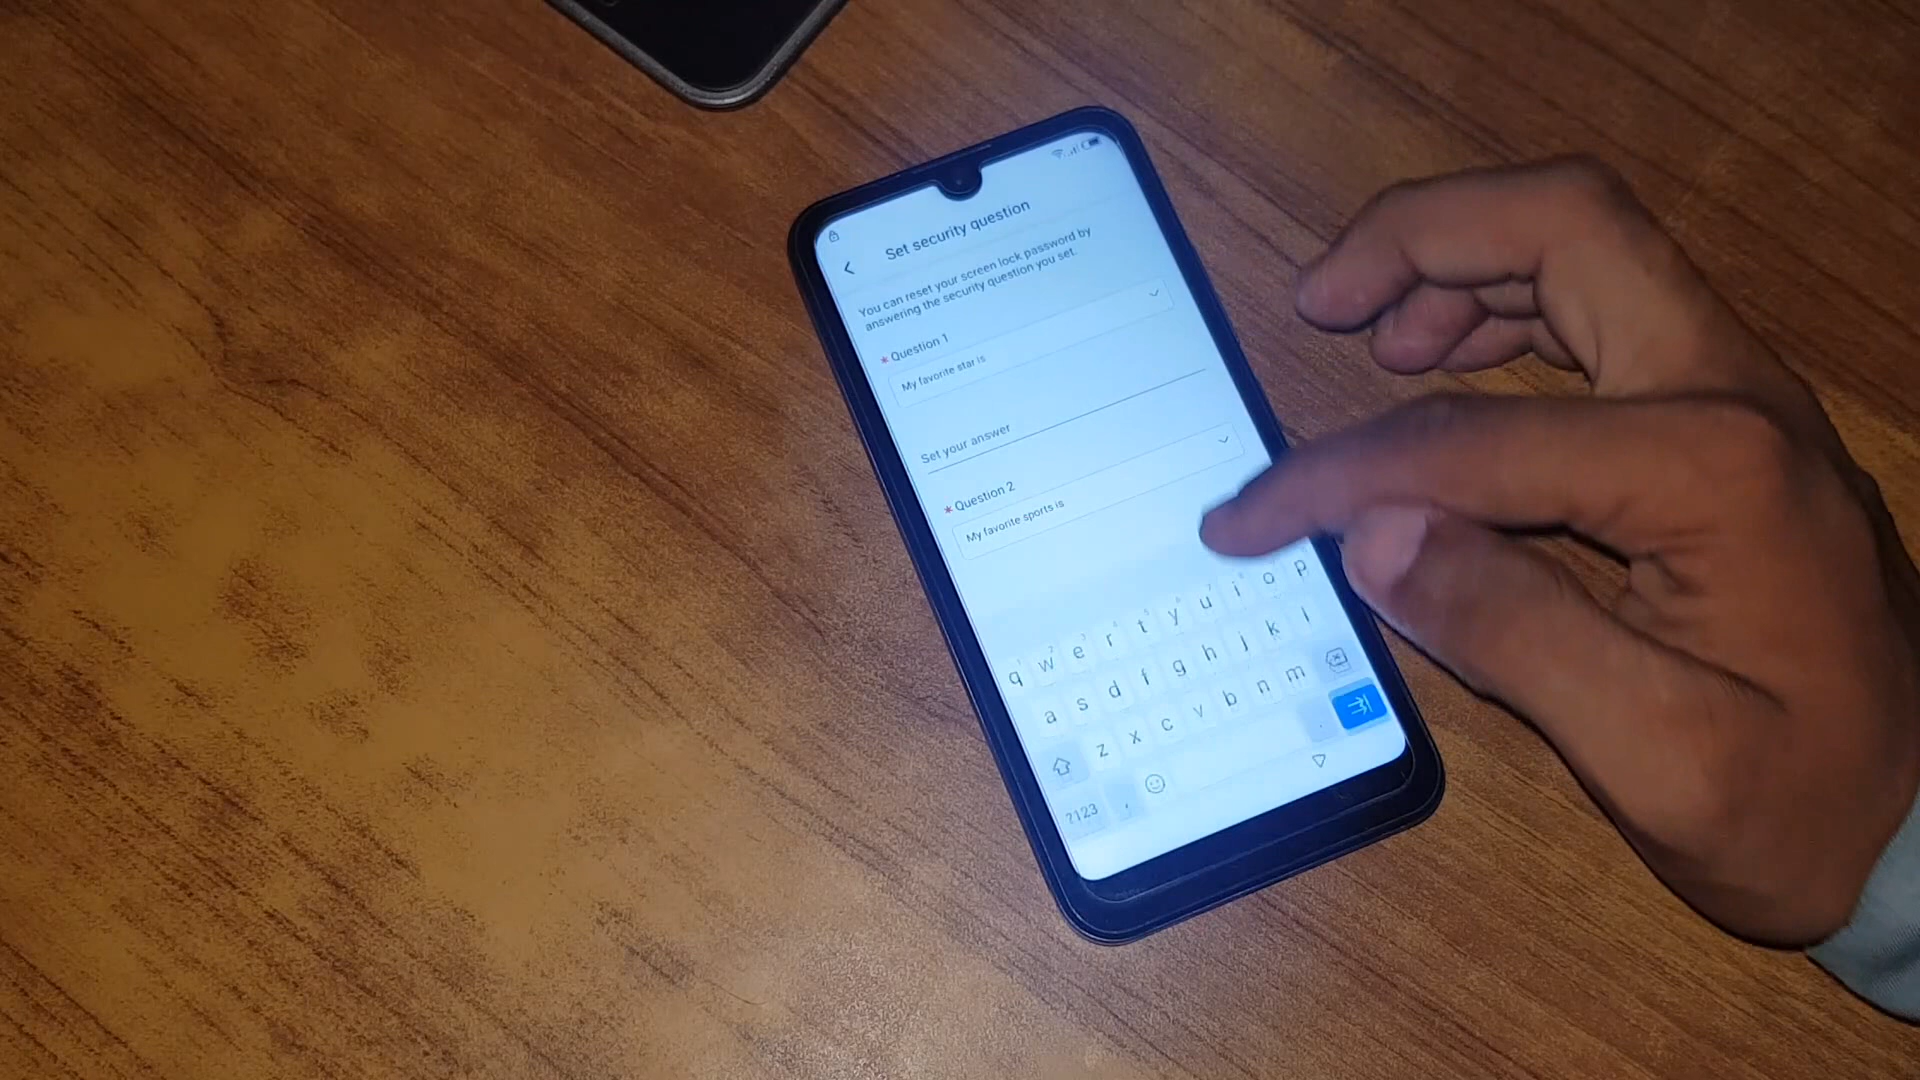 Set security question
You can reset your screen lock password by
answering the security question you set.
* Question 1
My favorite star is
Set your answer
* Question 2
My favorite sports is
q w e r t y u i o p
a s d f g h j k l
z x c v b n m
?123 , .